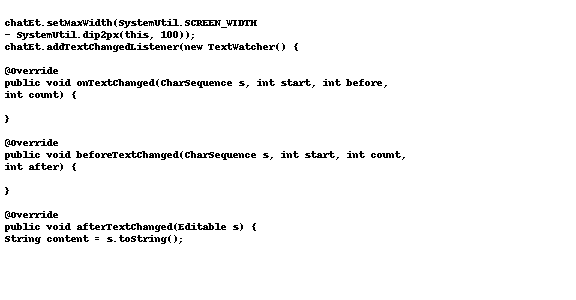 chatEt.setMaxWidth(SystemUtil.SCREEN_WIDTH
- SystemUtil.dip2px(this, 100));
chatEt.addTextChangedListener(new TextWatcher() {
@Override
public void onTextChanged(CharSequence s, int start, int before,
int count) {
}
@Override
public void beforeTextChanged(CharSequence s, int start, int count,
int after) {
}
@Override
public void afterTextChanged(Editable s) {
String content = s.toString();